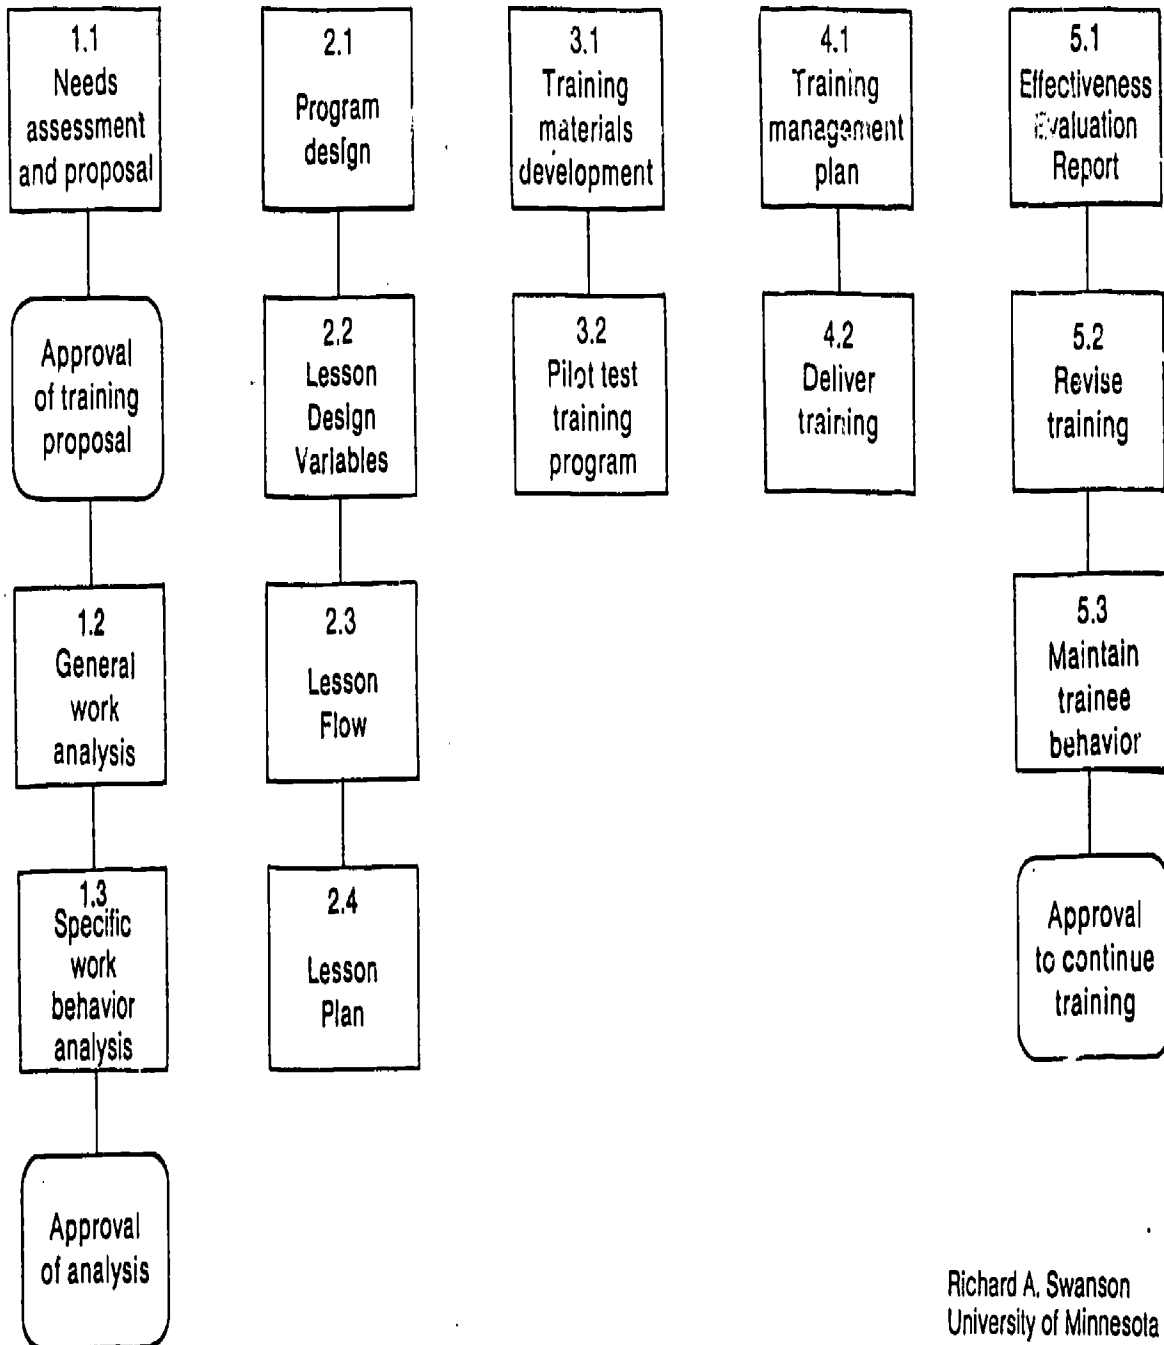 1.1
Needs
assessment
and proposal
Approval
of training
proposal
1.2
General
work
analysis
1.3
Specific
work
behavior
analysis
Approval
of analysis
2.1
Program
design
2.2
Lesson
Design
Variables
2.3
Lesson
Flow
2.4
Lesson
Plan
3.1
Training
materials
development
3.2
Pilot test
training
program
4.1
Training
management
plan
4.2
Deliver
training
5.1
Effectiveness
Evaluation
Report
5.2
Revise
training
5.3
Maintain
trainee
behavior
Approval
to continue
training
Richard A. Swanson
University of Minnesota